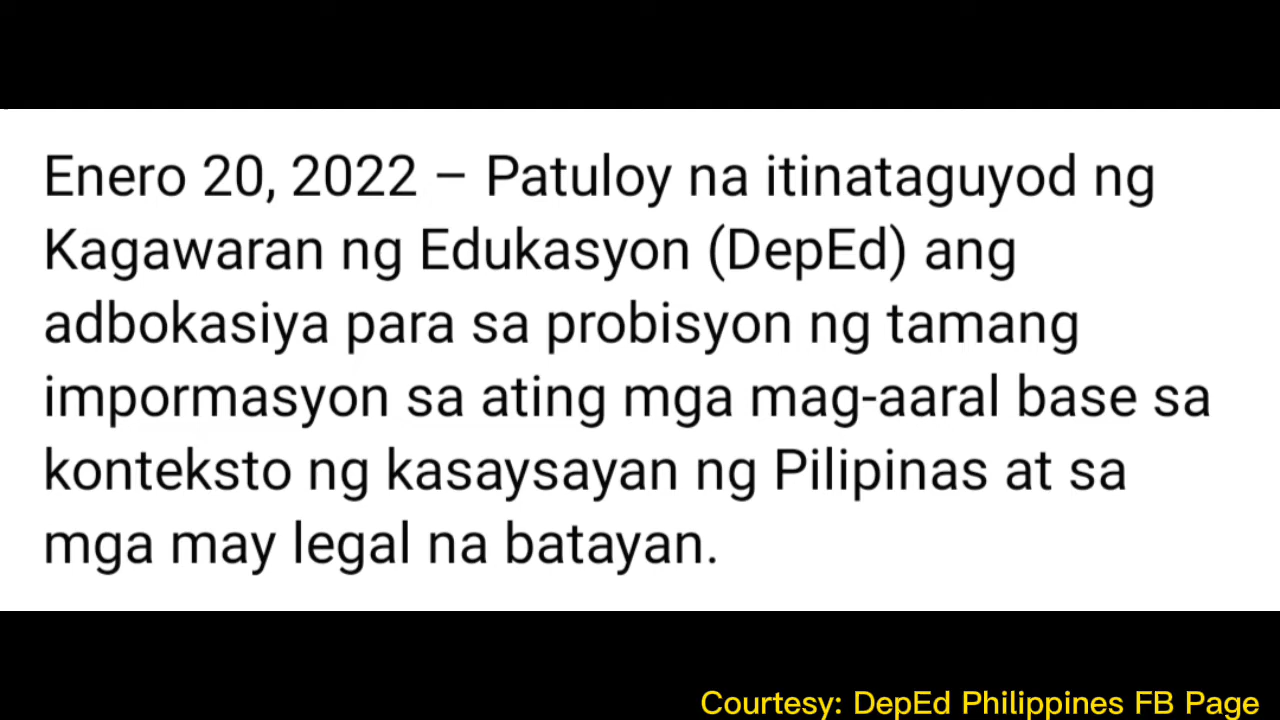 Enero 20, 2022 – Patuloy na itinataguyod ng
Kagawaran ng Edukasyon (DepEd) ang
adbokasiya para sa probisyon ng tamang
impormasyon sa ating mga mag-aaral base sa
konteksto ng kasaysayan ng Pilipinas at sa
mga may legal na batayan.
Courtesy: DepEd Philippines FB Page